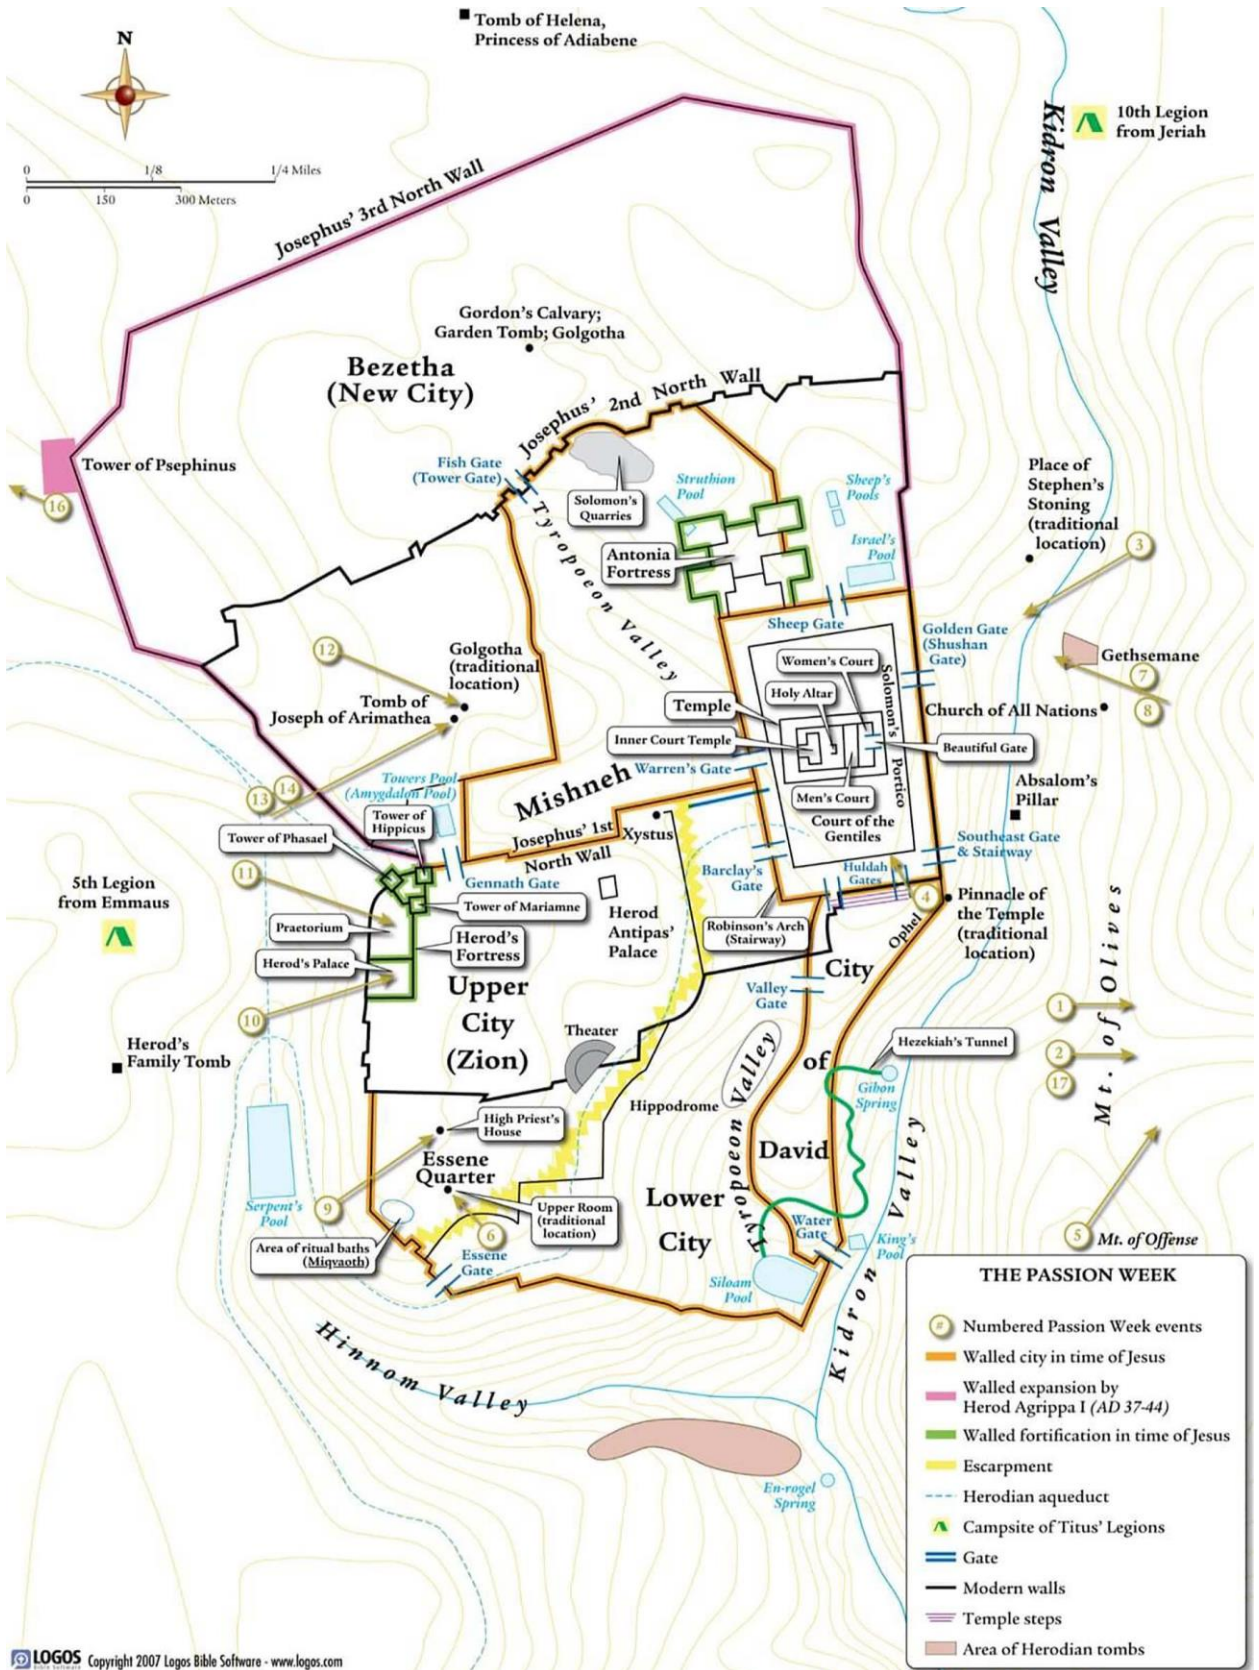 Tomb of Helena,
Princess of Adiabene
N
0
1/8
1/4 Miles
0
150
300 Meters
10th Legion
from Jeriah
Kidron Valley
Josephus' 3rd North Wall
Gordon's Calvary;
Garden Tomb; Golgotha
Bezetha
(New City)
Josephus' 2nd North Wall
Tower of Psephinus
16
Fish Gate
(Tower Gate)
Solomon's
Quarries
Struthion
Pool
Sheep's
Pools
Place of
Stephen's
Stoning
(traditional
location)
3
Tyropoeon Valley
Antonia
Fortress
Israel's
Pool
Sheep Gate
Golden Gate
(Shushan
Gate)
Gethsemane
7
8
12
Golgotha
(traditional
location)
Tomb of
Joseph of Arimathea
Women's Court
Holy Altar
Temple
Solomon's Portico
Church of All Nations
Inner Court Temple
Beautiful Gate
Warren's Gate
Men's Court
Court of the
Gentiles
Absalom's
Pillar
13
14
Towers Pool
(Amygdalon Pool)
Mishneh
Tower of
Hippicus
Tower of Phasael
Josephus' 1st
North Wall
Xystus
Southeast Gate
& Stairway
Barclay's
Gate
Huldah
Gates
11
Gennath Gate
5th Legion
from Emmaus
Tower of Mariamne
Herod
Antipas'
Palace
4
Pinnacle of
the Temple
(traditional
location)
Praetorium
Herod's
Fortress
Robinson's Arch
(Stairway)
Ophel
Herod's Palace
Upper
City
(Zion)
City
of
David
Valley
Gate
Mt. of Olives
1
2
17
10
Theater
Herod's
Family Tomb
Hezekiah's Tunnel
Gihon
Spring
Tyropoeon Valley
Hippodrome
High Priest's
House
Essene
Quarter
Kidron Valley
Lower
City
9
Serpent's
Pool
Upper Room
(traditional
location)
6
Water
Gate
King's
Pool
5
Mt. of Offense
Area of ritual baths
(Miqvaoth)
Essene
Gate
Siloam
Pool
Hinnom Valley
En-rogel
Spring
THE PASSION WEEK
# Numbered Passion Week events
Walled city in time of Jesus
Walled expansion by
Herod Agrippa I (AD 37-44)
Walled fortification in time of Jesus
Escarpment
Herodian aqueduct
Campsite of Titus' Legions
Gate
Modern walls
Temple steps
Area of Herodian tombs
LOGOS
Bible Software
Copyright 2007 Logos Bible Software - www.logos.com